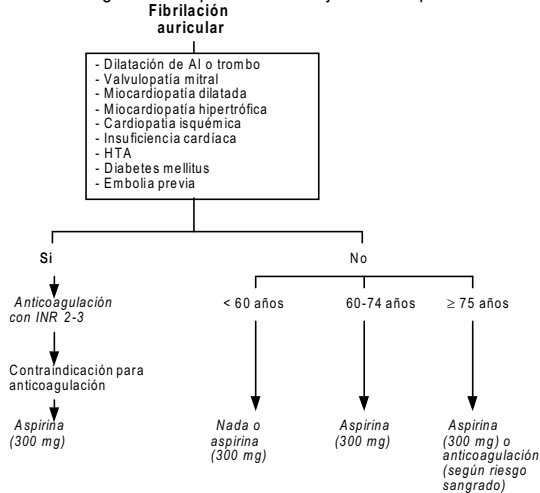 Fibrilación
auricular
- Dilatación de AI o trombo
- Valvulopatía mitral
- Miocardiopatía dilatada
- Miocardiopatía hipertrófica
- Cardiopatia isquémica
- Insuficiencia cardíaca
- HTA
- Diabetes mellitus
- Embolia previa
Si
No
Anticoagulación
con INR 2-3
< 60 años
60-74 años
≥ 75 años
Contraindicación para
anticoagulación
Aspirina
(300 mg)
Nada o
aspirina
(300 mg)
Aspirina
(300 mg)
Aspirina
(300 mg) o
anticoagulación
(según riesgo
sangrado)